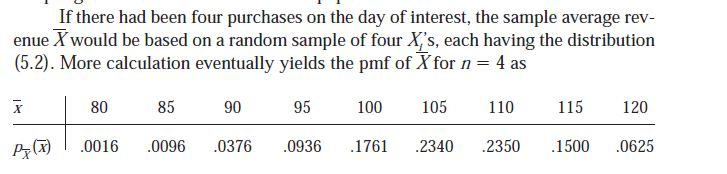 If there had been four purchases on the day of interest, the sample average rev-
enue X̅ would be based on a random sample of four Xᵢ's, each having the distribution
(5.2). More calculation eventually yields the pmf of X̅ for n = 4 as
x̅ 80 85 90 95 100 105 110 115 120
p_X̅(x̅) .0016 .0096 .0376 .0936 .1761 .2340 .2350 .1500 .0625